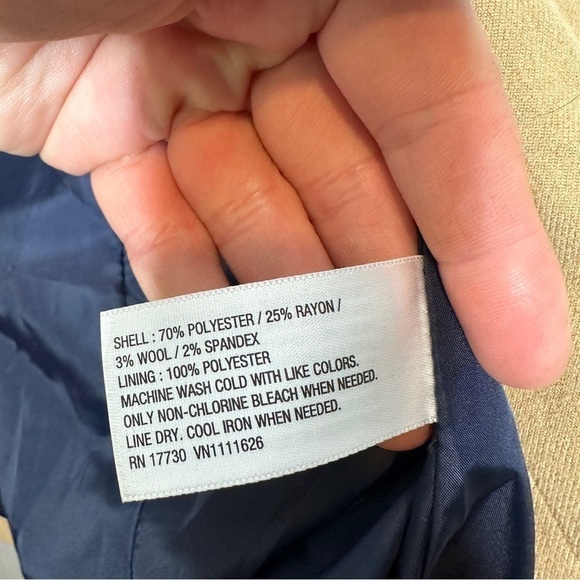 SHELL : 70% POLYESTER / 25% RAYON /
3% WOOL / 2% SPANDEX
LINING : 100% POLYESTER
MACHINE WASH COLD WITH LIKE COLORS.
ONLY NON-CHLORINE BLEACH WHEN NEEDED.
LINE DRY. COOL IRON WHEN NEEDED.
RN 17730 VN1111626